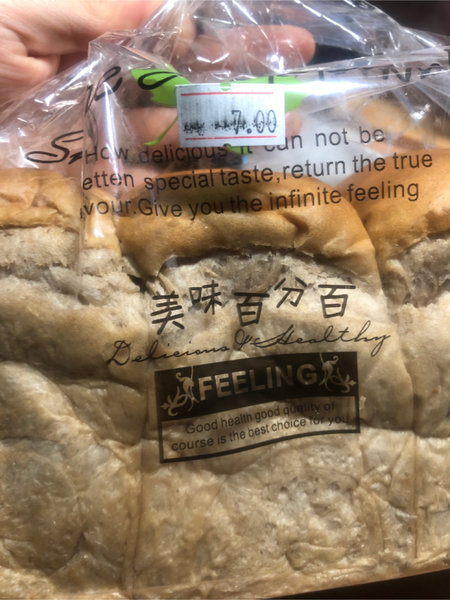 7.00
How delicious it can not be
etten special taste,return the true
avour.Give you the infinite feeling
美味百分百
Delicious & Healthy
FEELING
Good health good quality of
course is the best choice for you